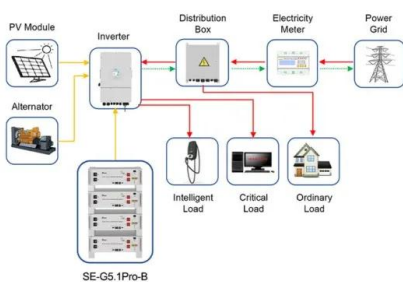 PV Module
Inverter
Distribution
Box
Electricity
Meter
Power
Grid
Alternator
Intelligent
Load
Critical
Load
Ordinary
Load
SE-G5.1Pro-B